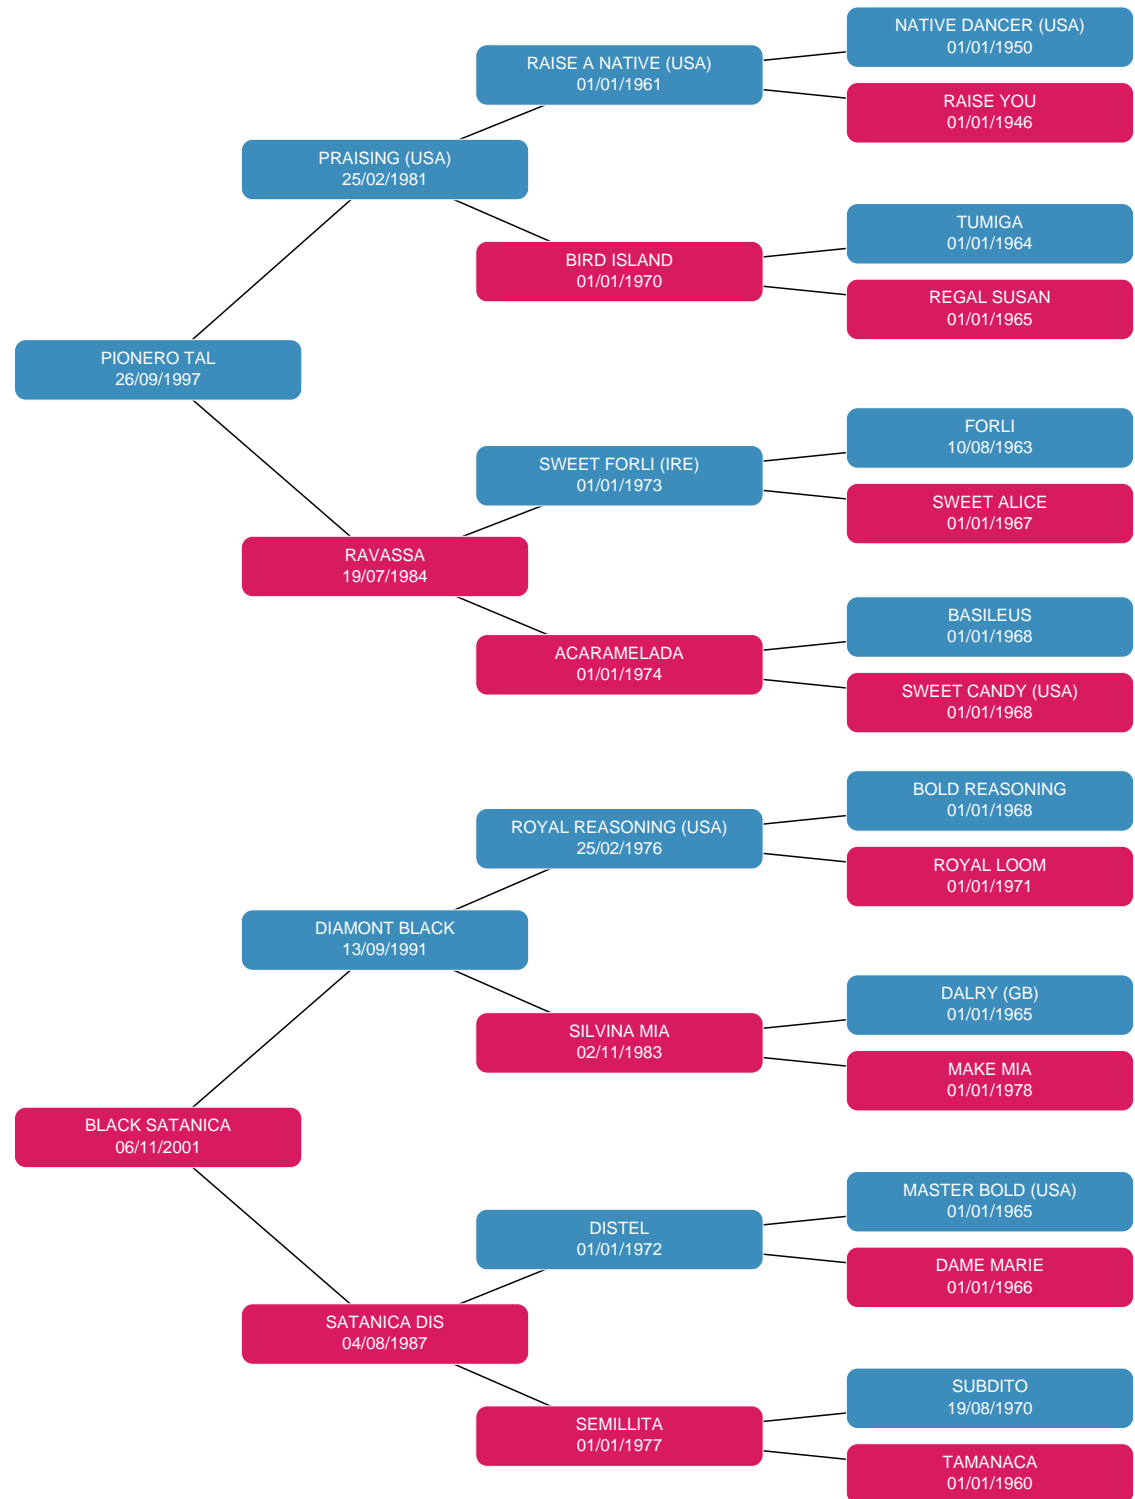 NATIVE DANCER (USA)
01/01/1950
RAISE A NATIVE (USA)
01/01/1961
RAISE YOU
01/01/1946
PRAISING (USA)
25/02/1981
TUMIGA
01/01/1964
BIRD ISLAND
01/01/1970
REGAL SUSAN
01/01/1965
PIONERO TAL
26/09/1997
FORLI
10/08/1963
SWEET FORLI (IRE)
01/01/1973
SWEET ALICE
01/01/1967
RAVASSA
19/07/1984
BASILEUS
01/01/1968
ACARAMELADA
01/01/1974
SWEET CANDY (USA)
01/01/1968
BOLD REASONING
01/01/1968
ROYAL REASONING (USA)
25/02/1976
ROYAL LOOM
01/01/1971
DIAMONT BLACK
13/09/1991
DALRY (GB)
01/01/1965
SILVINA MIA
02/11/1983
MAKE MIA
01/01/1978
BLACK SATANICA
06/11/2001
MASTER BOLD (USA)
01/01/1965
DISTEL
01/01/1972
DAME MARIE
01/01/1966
SATANICA DIS
04/08/1987
SUBDITO
19/08/1970
SEMILLITA
01/01/1977
TAMANACA
01/01/1960